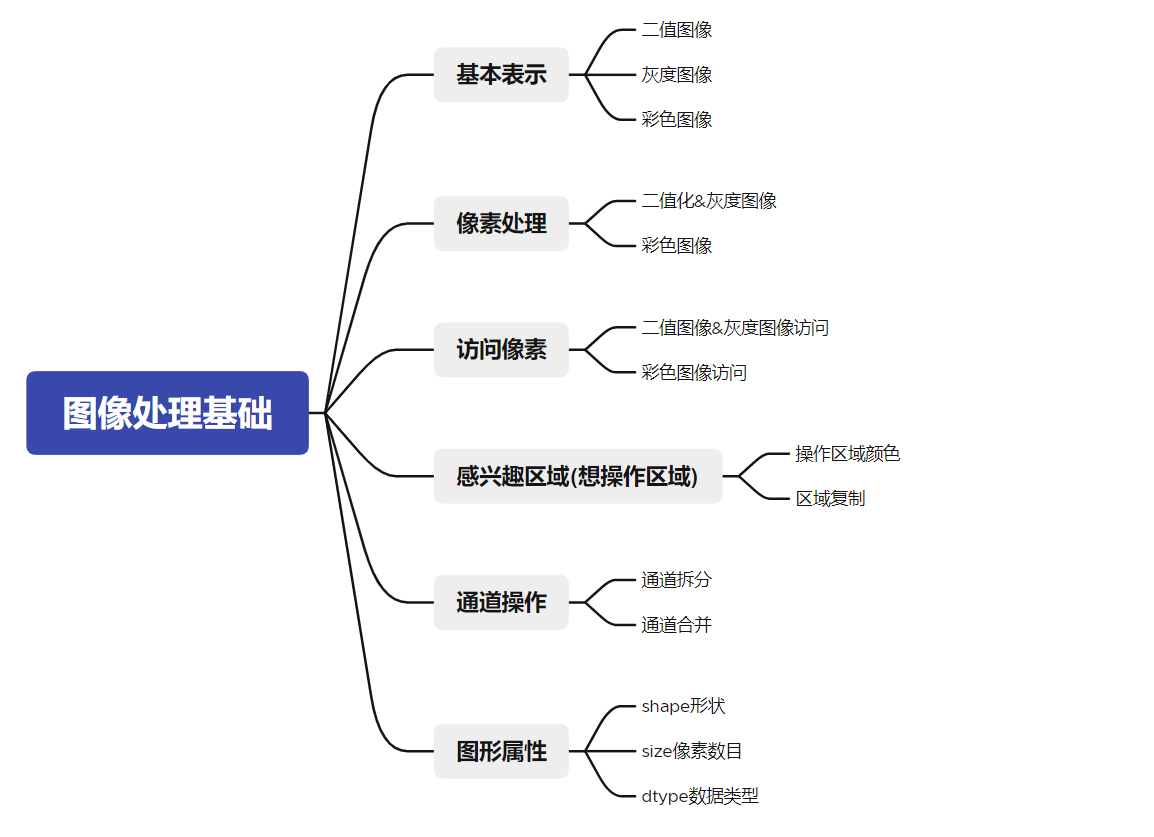 图像处理基础
基本表示
二值图像
灰度图像
彩色图像
像素处理
二值化&灰度图像
彩色图像
访问像素
二值图像&灰度图像访问
彩色图像访问
感兴趣区域(想操作区域)
操作区域颜色
区域复制
通道操作
通道拆分
通道合并
图形属性
shape形状
size像素数目
dtype数据类型